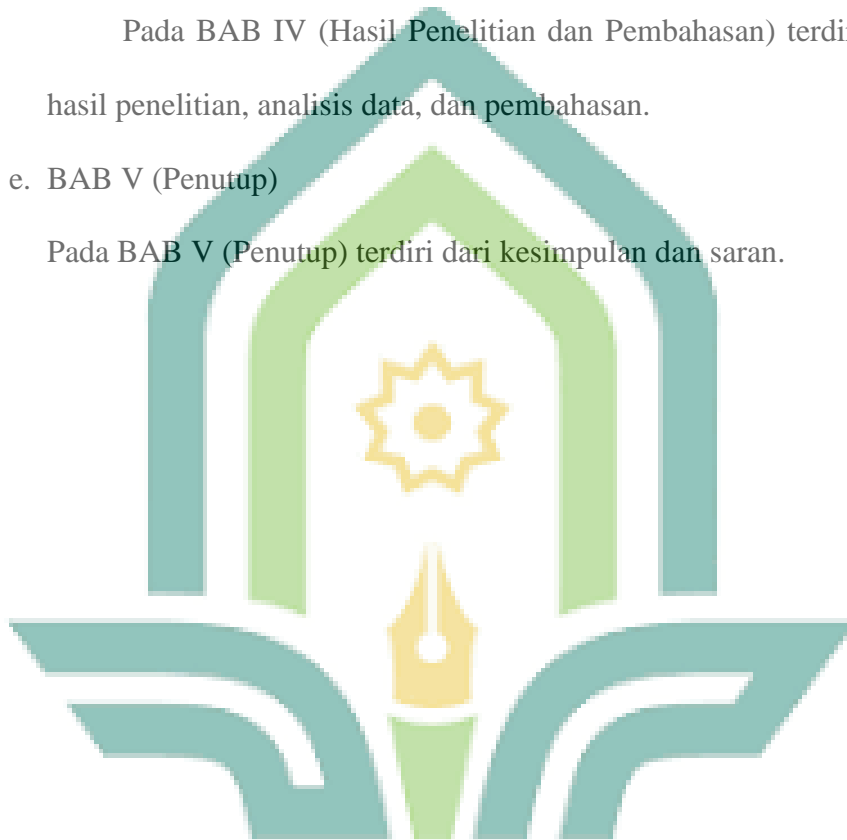 Pada BAB IV (Hasil Penelitian dan Pembahasan)
hasil penelitian, analisis data, dan pembahasan.
e. BAB V (Penutup)
Pada BAB V (Penutup) terdiri dari kesimpulan dan saran.